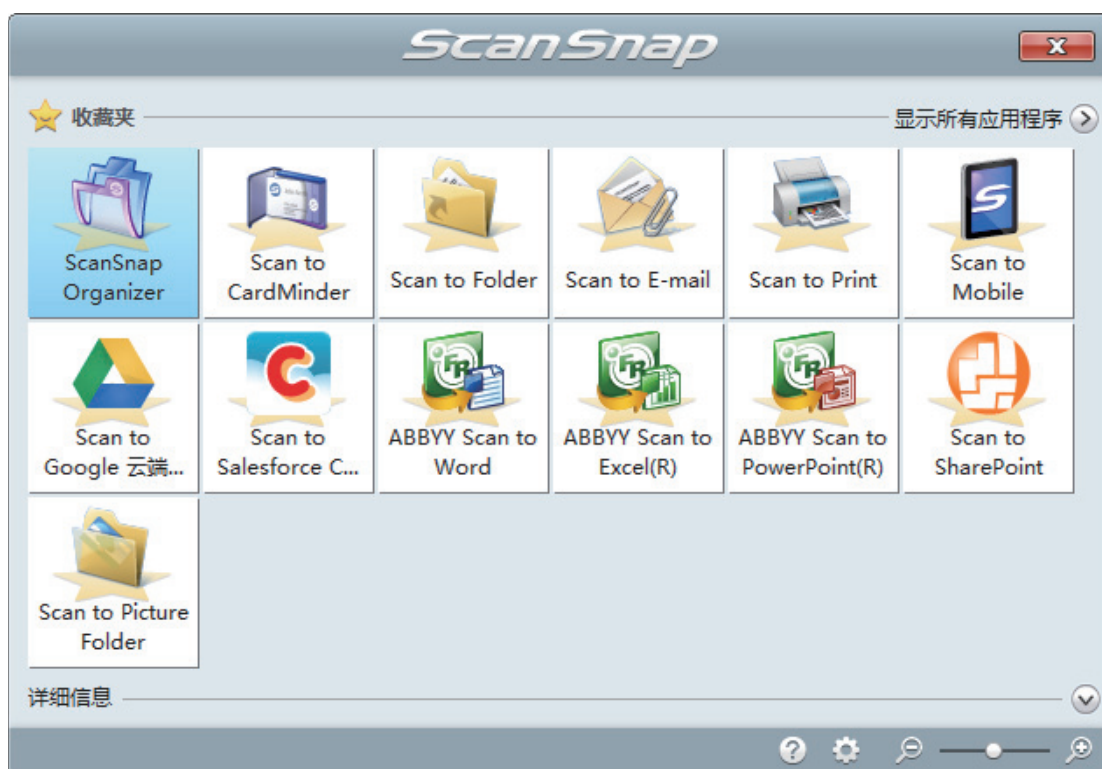 ScanSnap
收藏夹
显示所有应用程序
ScanSnap
Organizer
Scan to
CardMinder
Scan to Folder
Scan to E-mail
Scan to Print
Scan to
Mobile
Scan to
Google 云端...
Scan to
Salesforce C...
ABBYY Scan to
Word
ABBYY Scan to
Excel(R)
ABBYY Scan to
PowerPoint(R)
Scan to
SharePoint
Scan to Picture
Folder
详细信息